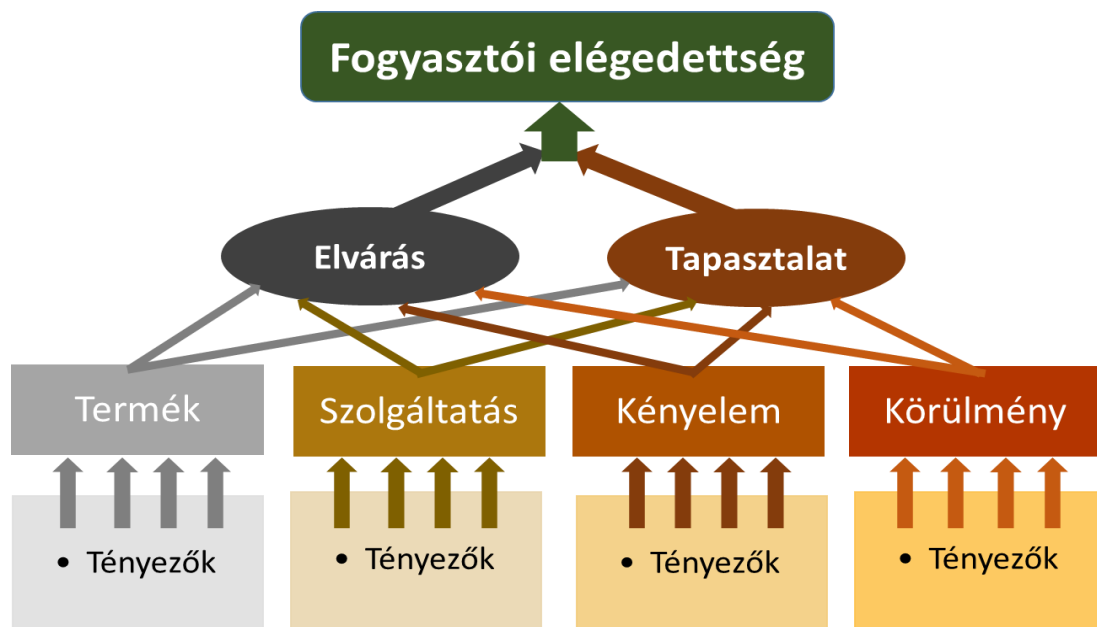 Fogyasztói elégedettség
Elvárás
Tapasztalat
Termék
Szolgáltatás
Kényelem
Körülmény
• Tényezők
• Tényezők
• Tényezők
• Tényezők